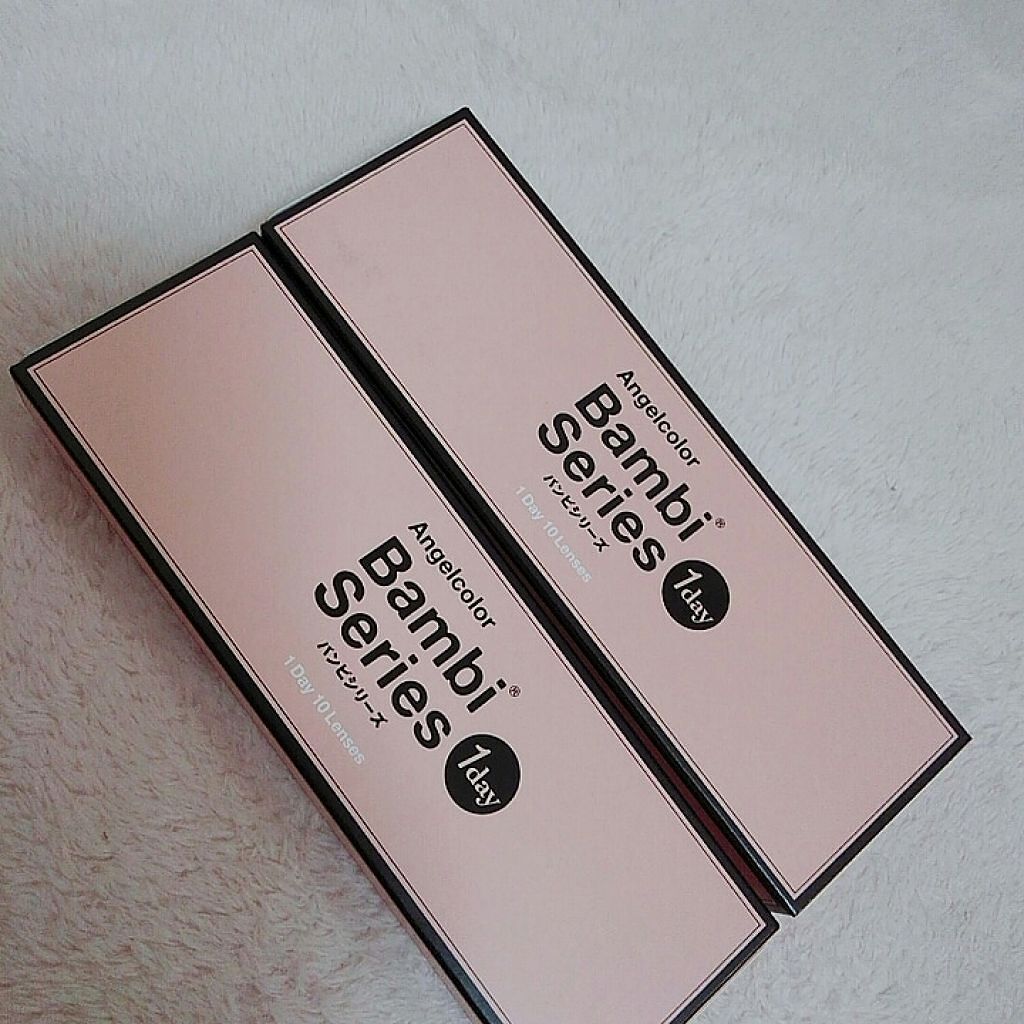 Angelcolor
Bambi®
Series 1day
バンビシリーズ
1 Day 10 Lenses
Angelcolor
Bambi®
Series 1day
バンビシリーズ
1 Day 10 Lenses